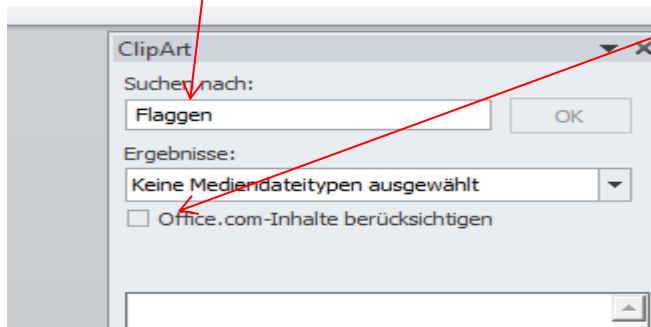 ClipArt
Suchen nach:
Flaggen
OK
Ergebnisse:
Keine Mediendateitypen ausgewählt
Office.com-Inhalte berücksichtigen